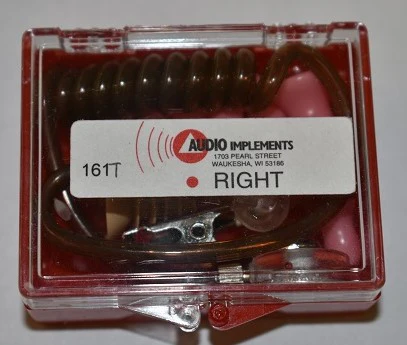 AUDIO IMPLEMENTS
1703 PEARL STREET
WAUKESHA, WI 53186
161T
• RIGHT